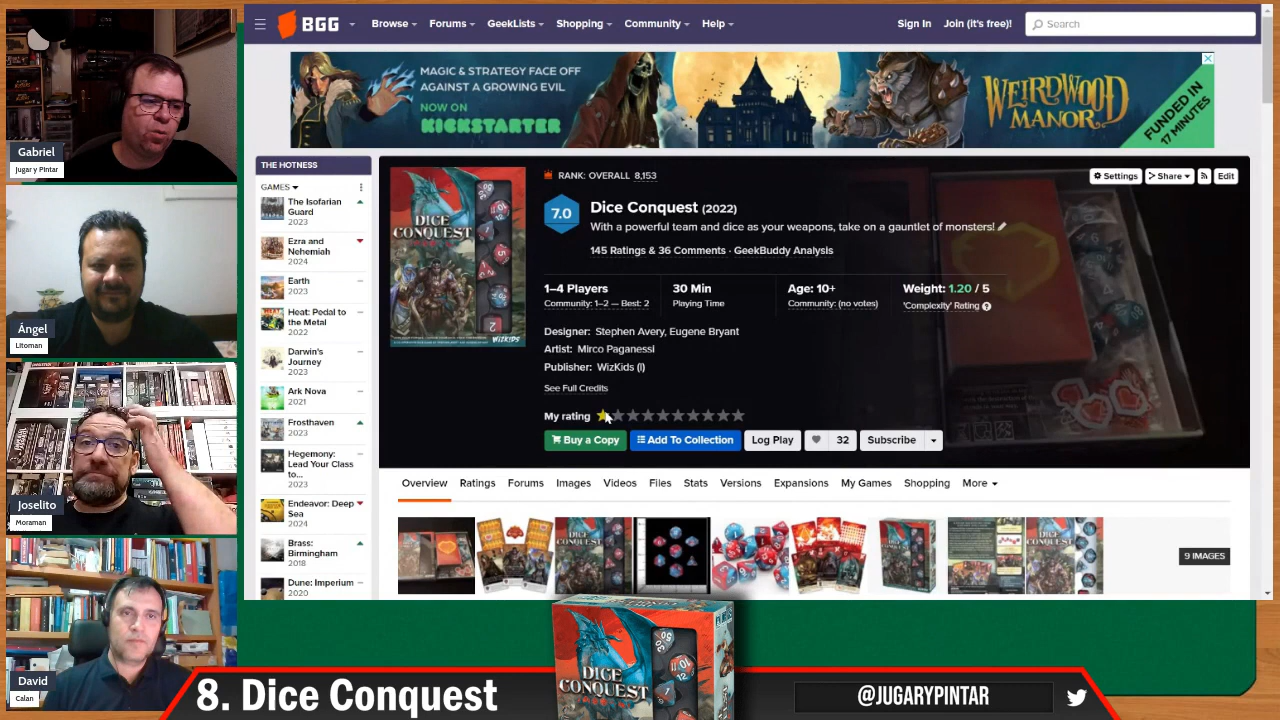 Gabriel
Jugar y Pintar
Ángel
Litoman
Joselito
Moraman
David
Calan
BGG
Browse
Forums
GeekLists
Shopping
Community
Help
Sign In
Join (it's free)!
Search
MAGIC & STRATEGY FACE OFF
AGAINST A GROWING EVIL
NOW ON
KICKSTARTER
WEIRDWOOD
MANOR
FUNDED IN
17 MINUTES
THE HOTNESS
GAMES
The Isofarian
Guard
2023
Ezra and
Nehemiah
2024
Earth
2023
Heat: Pedal to
the Metal
2022
Darwin's
Journey
2023
Ark Nova
2021
Frosthaven
2023
Hegemony:
Lead Your Class
to...
2023
Endeavor: Deep
Sea
2024
Brass:
Birmingham
2018
Dune: Imperium
2020
DICE
CONQUEST
WIZKIDS
RANK: OVERALL 8,153
Settings
Share
Edit
7.0
Dice Conquest (2022)
With a powerful team and dice as your weapons, take on a gauntlet of monsters!
145 Ratings & 36 Comments · GeekBuddy Analysis
1–4 Players
Community: 1–2 — Best: 2
30 Min
Playing Time
Age: 10+
Community: (no votes)
Weight: 1.20 / 5
'Complexity' Rating
Designer: Stephen Avery, Eugene Bryant
Artist: Mirco Paganessi
Publisher: WizKids (I)
See Full Credits
My rating
Buy a Copy
Add To Collection
Log Play
32
Subscribe
Overview
Ratings
Forums
Images
Videos
Files
Stats
Versions
Expansions
My Games
Shopping
More
9 IMAGES
DICE
CONQUEST
8. Dice Conquest
@JUGARYPINTAR